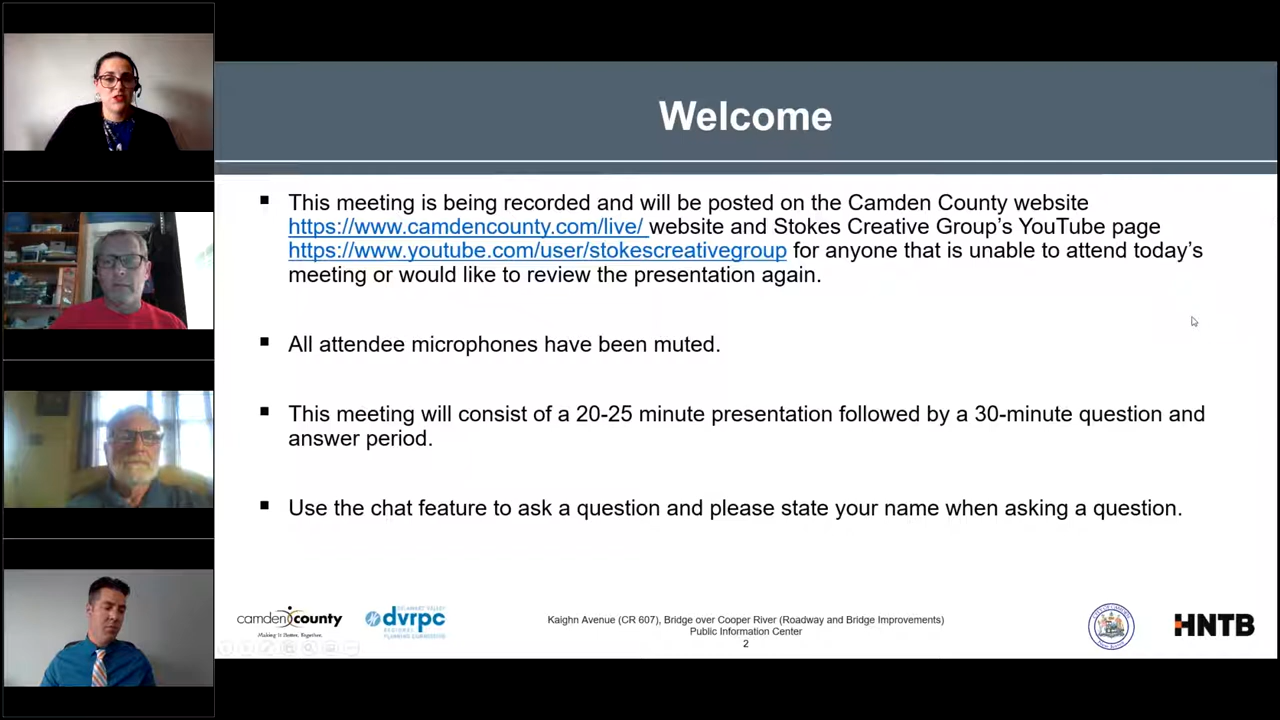 Welcome
This meeting is being recorded and will be posted on the Camden County website
https://www.camdencounty.com/live/ website and Stokes Creative Group's YouTube page
https://www.youtube.com/user/stokescreativegroup for anyone that is unable to attend today's
meeting or would like to review the presentation again.
All attendee microphones have been muted.
This meeting will consist of a 20-25 minute presentation followed by a 30-minute question and
answer period.
Use the chat feature to ask a question and please state your name when asking a question.
camdencounty
Making It Better, Together.
DELAWARE VALLEY
dvrpc
REGIONAL
PLANNING COMMISSION
Kaighn Avenue (CR 607), Bridge over Cooper River (Roadway and Bridge Improvements)
Public Information Center
2
HNTB